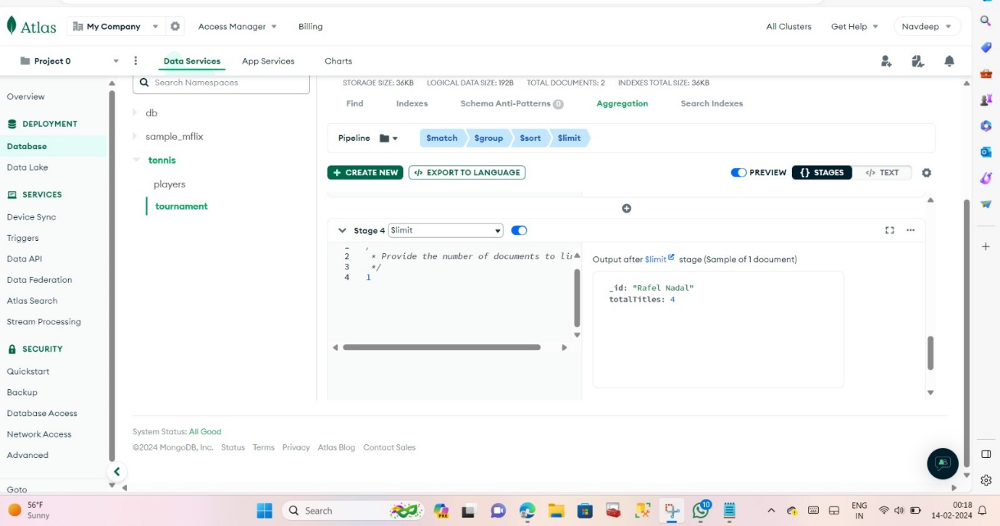 Atlas
My Company
Access Manager
Billing
All Clusters
Get Help
Navdeep
Project 0
Data Services
App Services
Charts
Overview
DEPLOYMENT
Database
Data Lake
SERVICES
Device Sync
Triggers
Data API
Data Federation
Atlas Search
Stream Processing
SECURITY
Quickstart
Backup
Database Access
Network Access
Advanced
Goto
Search Namespaces
db
sample_mflix
tennis
players
tournament
STORAGE SIZE: 36KB LOGICAL DATA SIZE: 192B TOTAL DOCUMENTS: 2 INDEXES TOTAL SIZE: 36KB
Find Indexes Schema Anti-Patterns 0 Aggregation Search Indexes
Pipeline $match $group $sort $limit
+ CREATE NEW </> EXPORT TO LANGUAGE
PREVIEW {} STAGES </> TEXT
Stage 4 $limit
2 * Provide the number of documents to li
3 */
4 1
Output after $limit stage (Sample of 1 document)
_id: "Rafel Nadal"
totalTitles: 4
System Status: All Good
©2024 MongoDB, Inc. Status Terms Privacy Atlas Blog Contact Sales
56°F
Sunny
Search
PRE
10
ENG
IN
00:18
14-02-2024